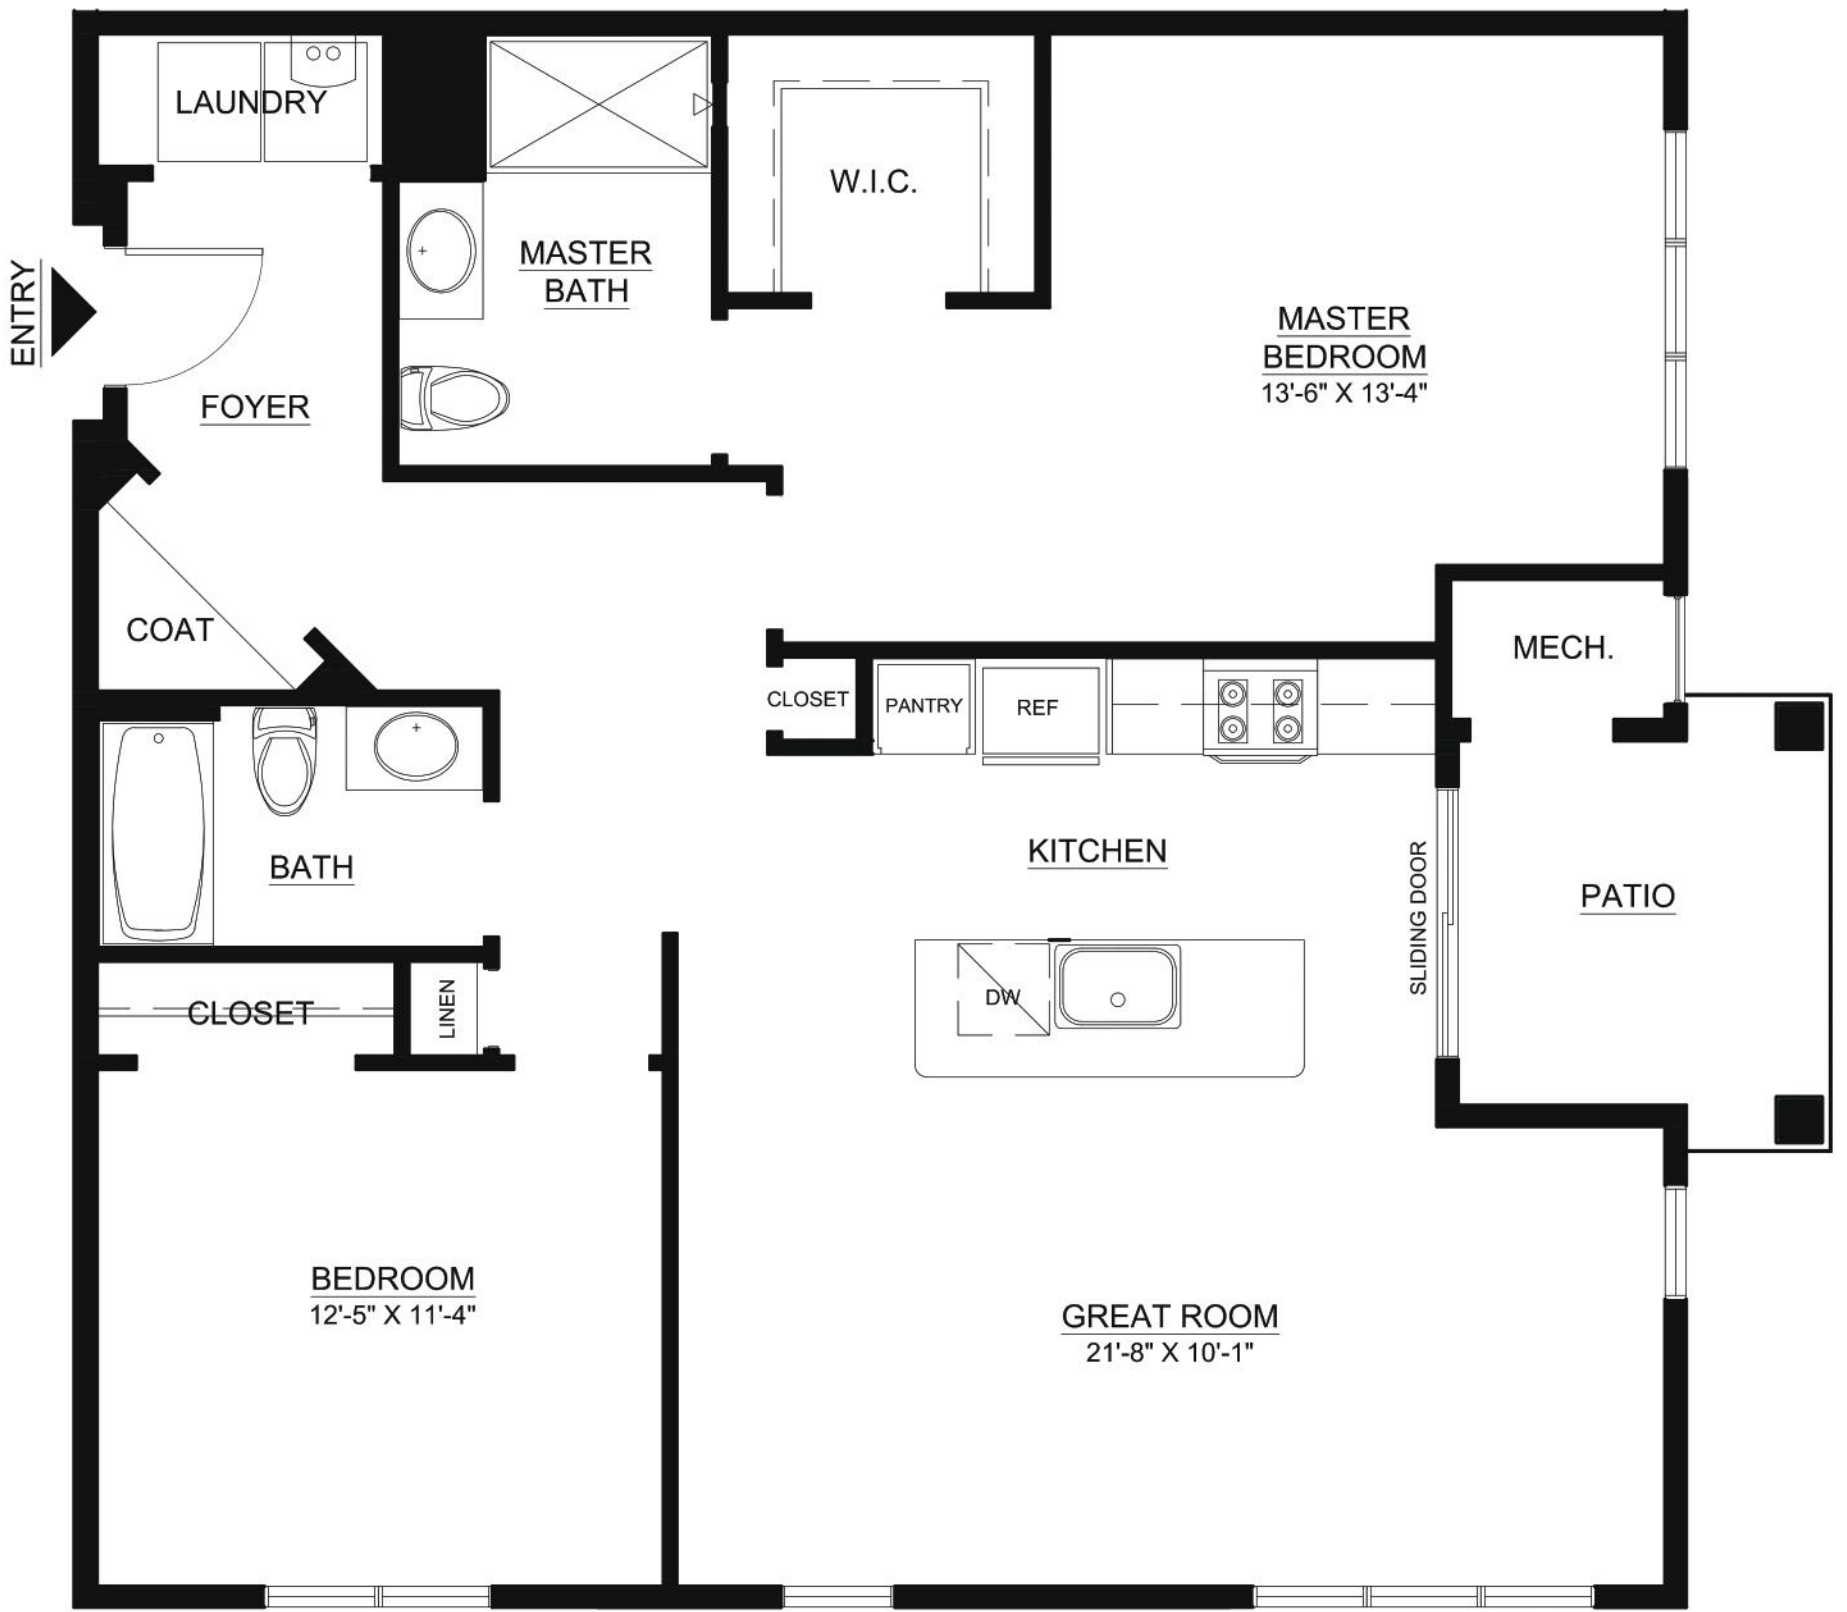 LAUNDRY
W.I.C.
MASTER
BATH
ENTRY
MASTER
BEDROOM
13'-6" X 13'-4"
FOYER
COAT
MECH.
CLOSET
PANTRY
REF
KITCHEN
SLIDING DOOR
PATIO
BATH
CLOSET
LINEN
DW
BEDROOM
12'-5" X 11'-4"
GREAT ROOM
21'-8" X 10'-1"